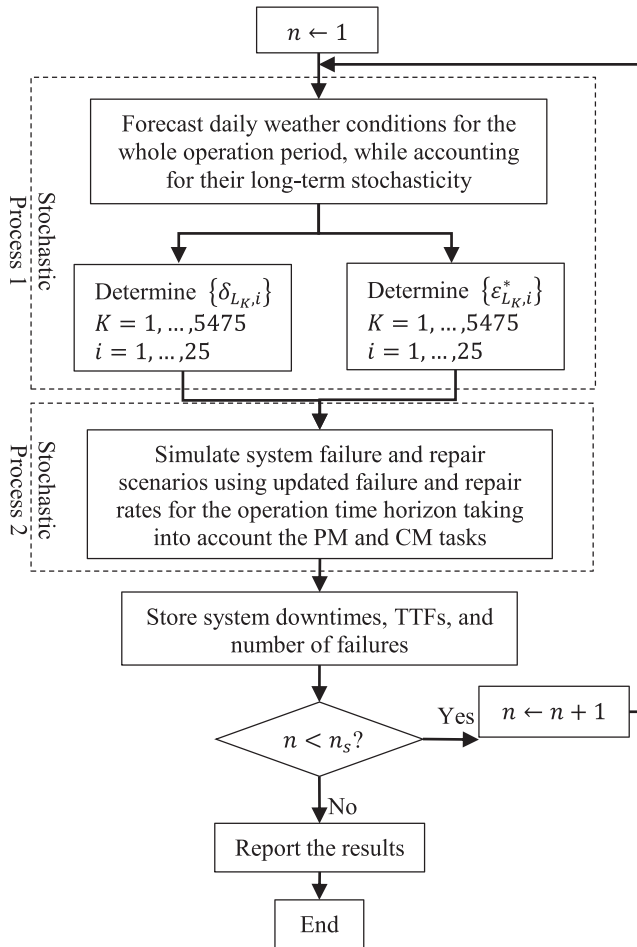 n ← 1
Forecast daily weather conditions for the
whole operation period, while accounting
for their long-term stochasticity
Stochastic
Process 1
Determine {δ_{L_K,i}}
K = 1, …,5475
i = 1, …,25
Determine {ε*_{L_K,i}}
K = 1, …,5475
i = 1, …,25
Stochastic
Process 2
Simulate system failure and repair
scenarios using updated failure and repair
rates for the operation time horizon taking
into account the PM and CM tasks
Store system downtimes, TTFs, and
number of failures
n < n_s?
Yes
n ← n + 1
No
Report the results
End